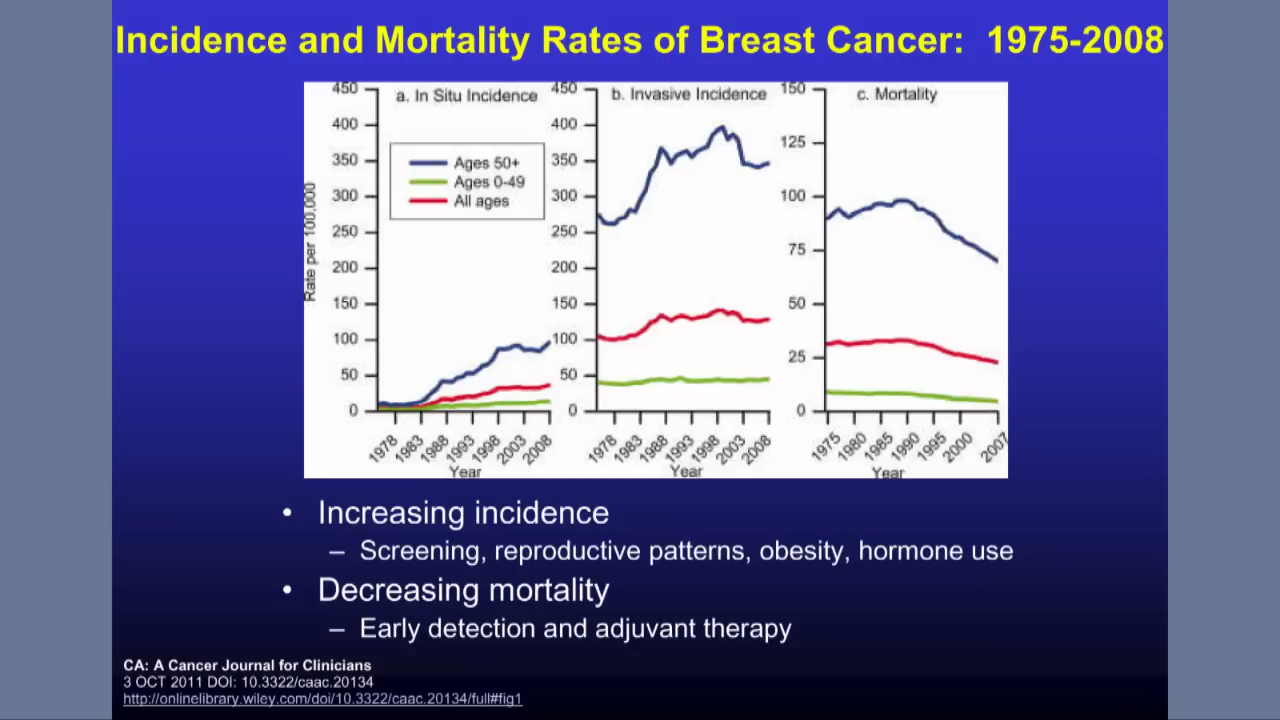 Incidence and Mortality Rates of Breast Cancer: 1975-2008
a. In Situ Incidence
450
400
350
300
250
200
150
100
50
0
Rate per 100,000
Ages 50+
Ages 0-49
All ages
1978 1983 1988 1993 1998 2003 2008
Year
b. Invasive Incidence
450
400
350
300
250
200
150
100
50
0
1978 1983 1988 1993 1998 2003 2008
Year
c. Mortality
150
125
100
75
50
25
0
1975 1980 1985 1990 1995 2000 2007
Year
• Increasing incidence
– Screening, reproductive patterns, obesity, hormone use
• Decreasing mortality
– Early detection and adjuvant therapy
CA: A Cancer Journal for Clinicians
3 OCT 2011 DOI: 10.3322/caac.20134
http://onlinelibrary.wiley.com/doi/10.3322/caac.20134/full#fig1